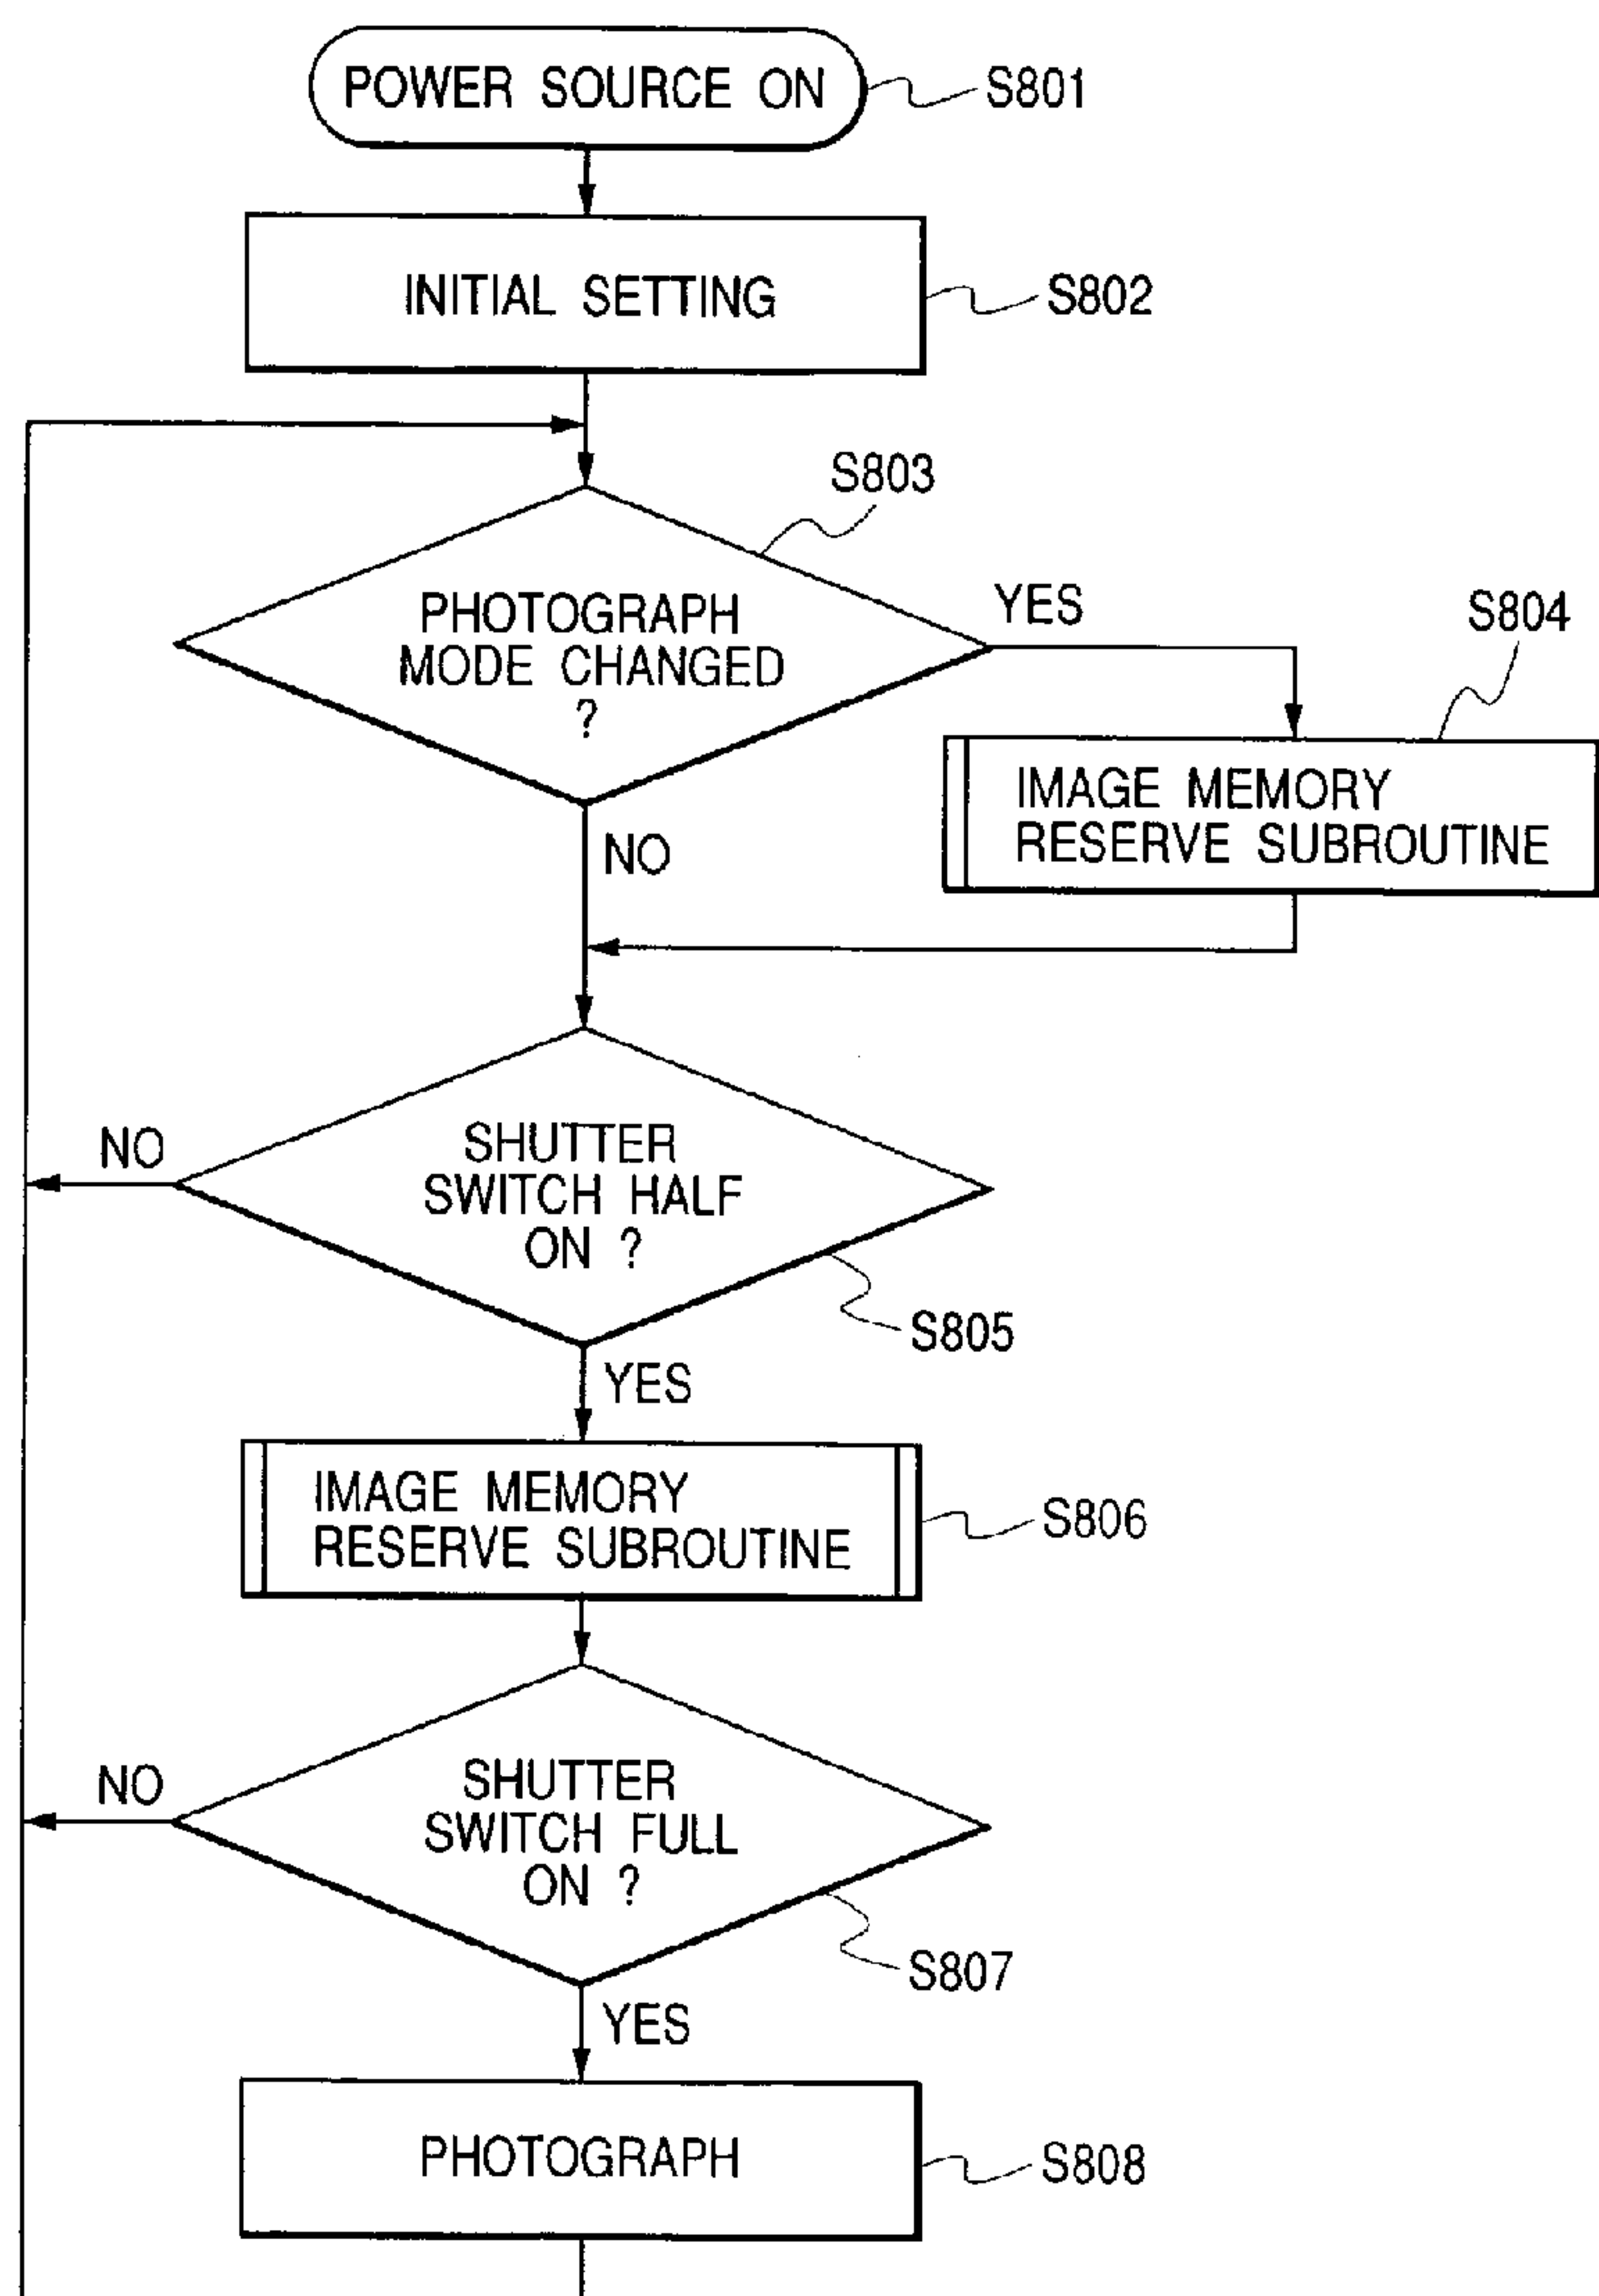 POWER SOURCE ON
S801
INITIAL SETTING
S802
S803
PHOTOGRAPH
MODE CHANGED
?
YES
S804
IMAGE MEMORY
RESERVE SUBROUTINE
NO
SHUTTER
SWITCH HALF
ON ?
NO
S805
YES
IMAGE MEMORY
RESERVE SUBROUTINE
S806
SHUTTER
SWITCH FULL
ON ?
NO
S807
YES
PHOTOGRAPH
S808